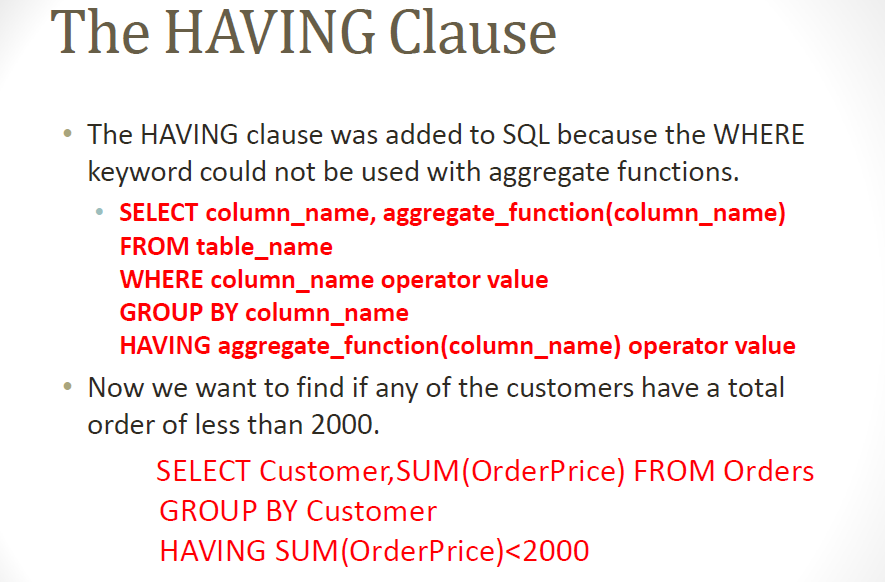 The HAVING Clause
• The HAVING clause was added to SQL because the WHERE
keyword could not be used with aggregate functions.
• SELECT column_name, aggregate_function(column_name)
FROM table_name
WHERE column_name operator value
GROUP BY column_name
HAVING aggregate_function(column_name) operator value
• Now we want to find if any of the customers have a total
order of less than 2000.
SELECT Customer,SUM(OrderPrice) FROM Orders
GROUP BY Customer
HAVING SUM(OrderPrice)<2000